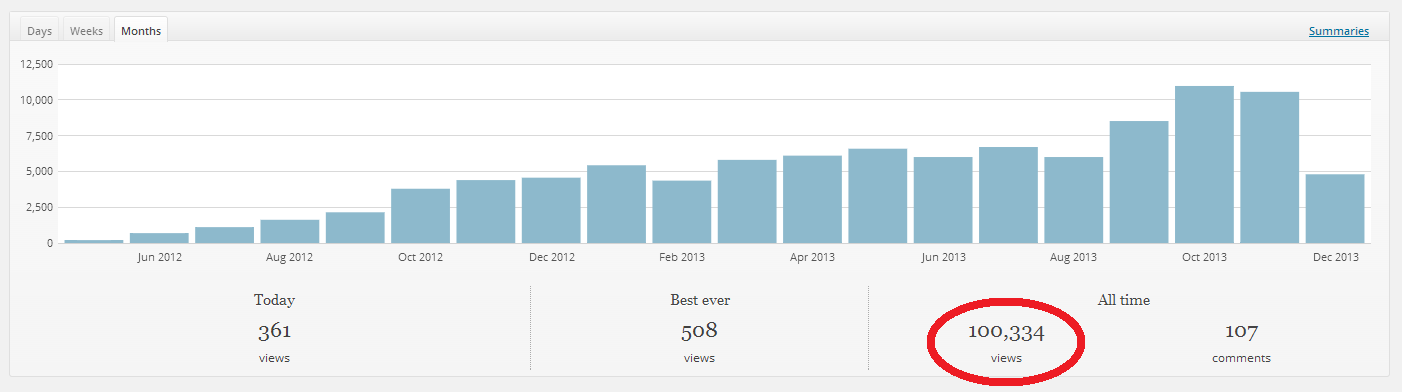 Days Weeks Months Summaries
12,500
10,000
7,500
5,000
2,500
0
Jun 2012 Aug 2012 Oct 2012 Dec 2012 Feb 2013 Apr 2013 Jun 2013 Aug 2013 Oct 2013 Dec 2013
Today Best ever All time
361 508 100,334 107
views views views comments